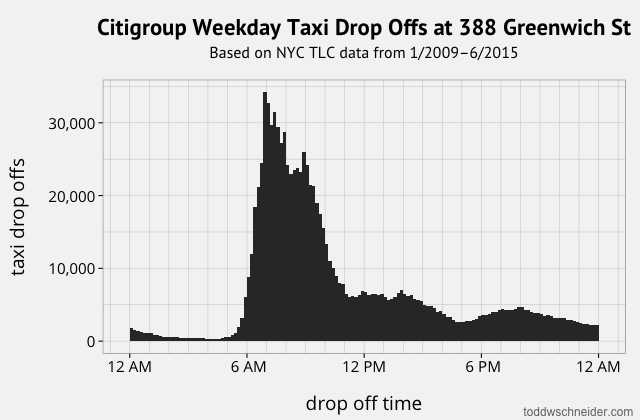 Citigroup Weekday Taxi Drop Offs at 388 Greenwich St
Based on NYC TLC data from 1/2009–6/2015
taxi drop offs
30,000
20,000
10,000
0
12 AM 6 AM 12 PM 6 PM 12 AM
drop off time
toddwschneider.com